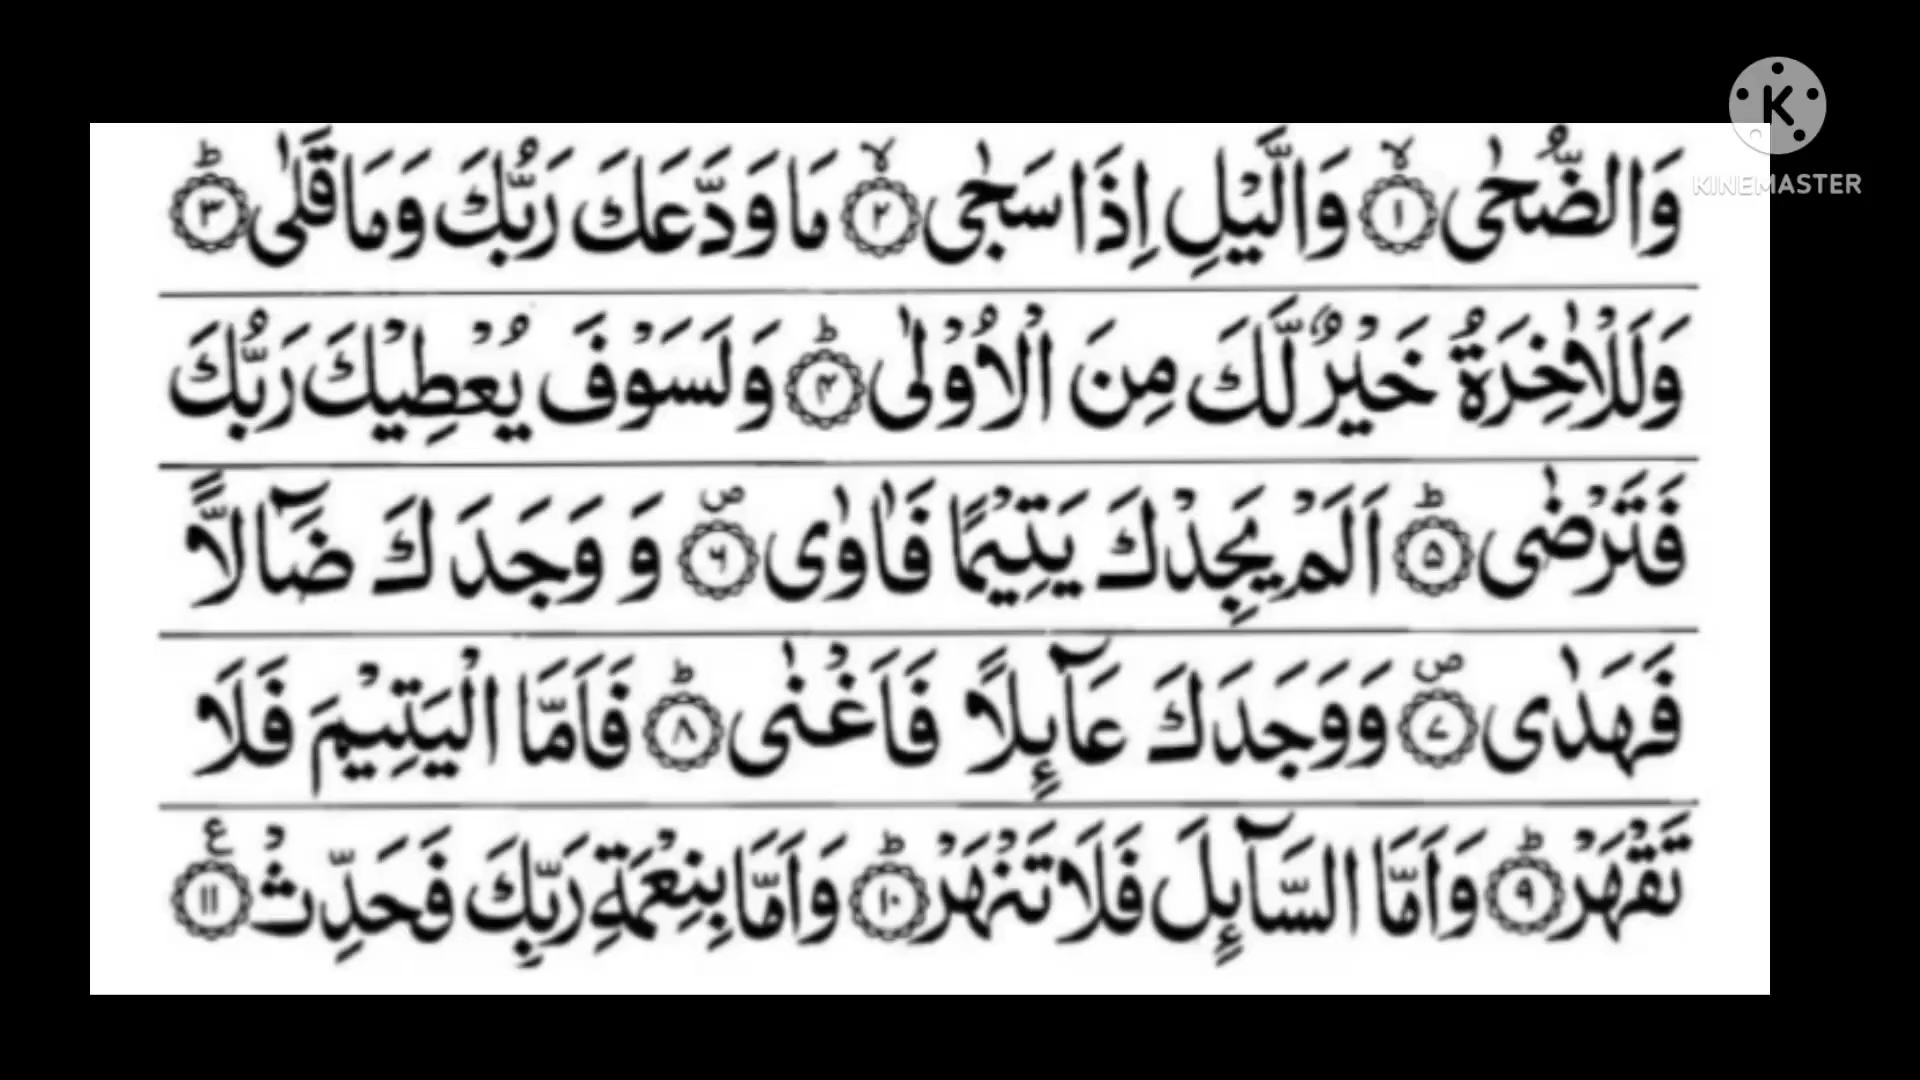 وَالضُّحٰى ۙ﴿۱﴾ وَالَّيْلِ اِذَا سَجٰى ۙ﴿۲﴾ مَا وَدَّعَكَ رَبُّكَ وَمَا قَلٰى ؕ﴿۳﴾
وَلَلْاٰخِرَةُ خَيْرٌ لَّكَ مِنَ الْاُوْلٰى ؕ﴿۴﴾ وَلَسَوْفَ يُعْطِيْكَ رَبُّكَ
فَتَرْضٰى ؕ﴿۵﴾ اَلَمْ يَجِدْكَ يَتِيْمًا فَاٰوٰى ۪﴿۶﴾ وَ وَجَدَكَ ضَآلًّا
فَهَدٰى ۪﴿۷﴾ وَوَجَدَكَ عَآئِلًا فَاَغْنٰى ؕ﴿۸﴾ فَاَمَّا الْيَتِيْمَ فَلَا
تَقْهَرْ ؕ﴿۹﴾ وَاَمَّا السَّآئِلَ فَلَا تَنْهَرْ ؕ﴿۱۰﴾ وَاَمَّا بِنِعْمَةِ رَبِّكَ فَحَدِّثْ ﴿۱۱﴾ ع
K
KINEMASTER